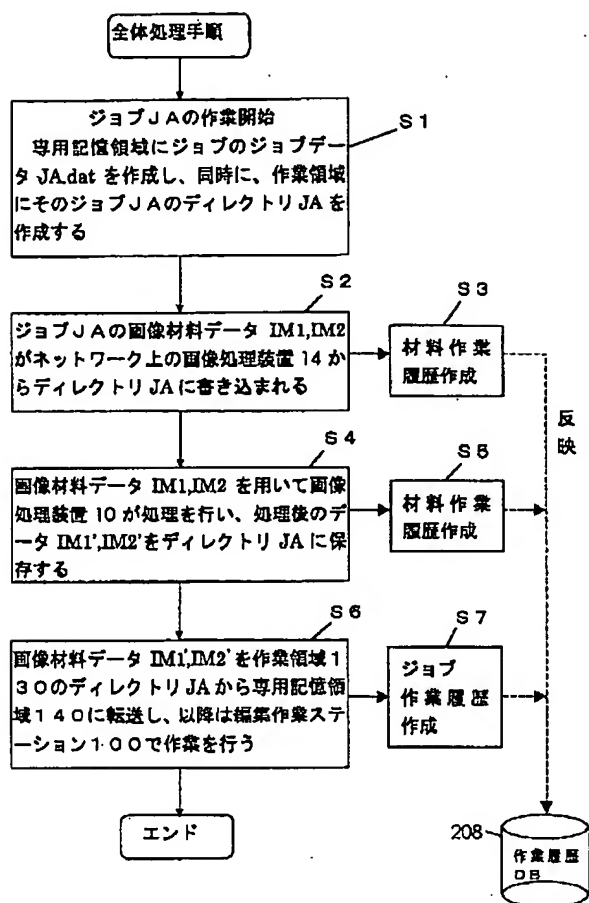 全体処理手順
ジョブJAの作業開始
専用記憶領域にジョブのジョブデー
タ JA.dat を作成し、同時に、作業領域
にそのジョブJAのディレクトリ JA を
作成する
S1
S2
ジョブJAの画像材料データ IM1,IM2
がネットワーク上の画像処理装置14か
らディレクトリ JA に書き込まれる
S3
材料作業
履歴作成
反映
S4
画像材料データ IM1,IM2 を用いて画像
処理装置10が処理を行い、処理後のデ
ータ IM1',IM2'をディレクトリ JA に保
存する
S5
材料作業
履歴作成
S6
画像材料データ IM1',IM2'を作業領域1
30のディレクトリ JA から専用記憶領
域140に転送し、以降は編集作業ステ
ーション100で作業を行う
S7
ジョブ
作業履歴
作成
エンド
208
作業履歴
DB